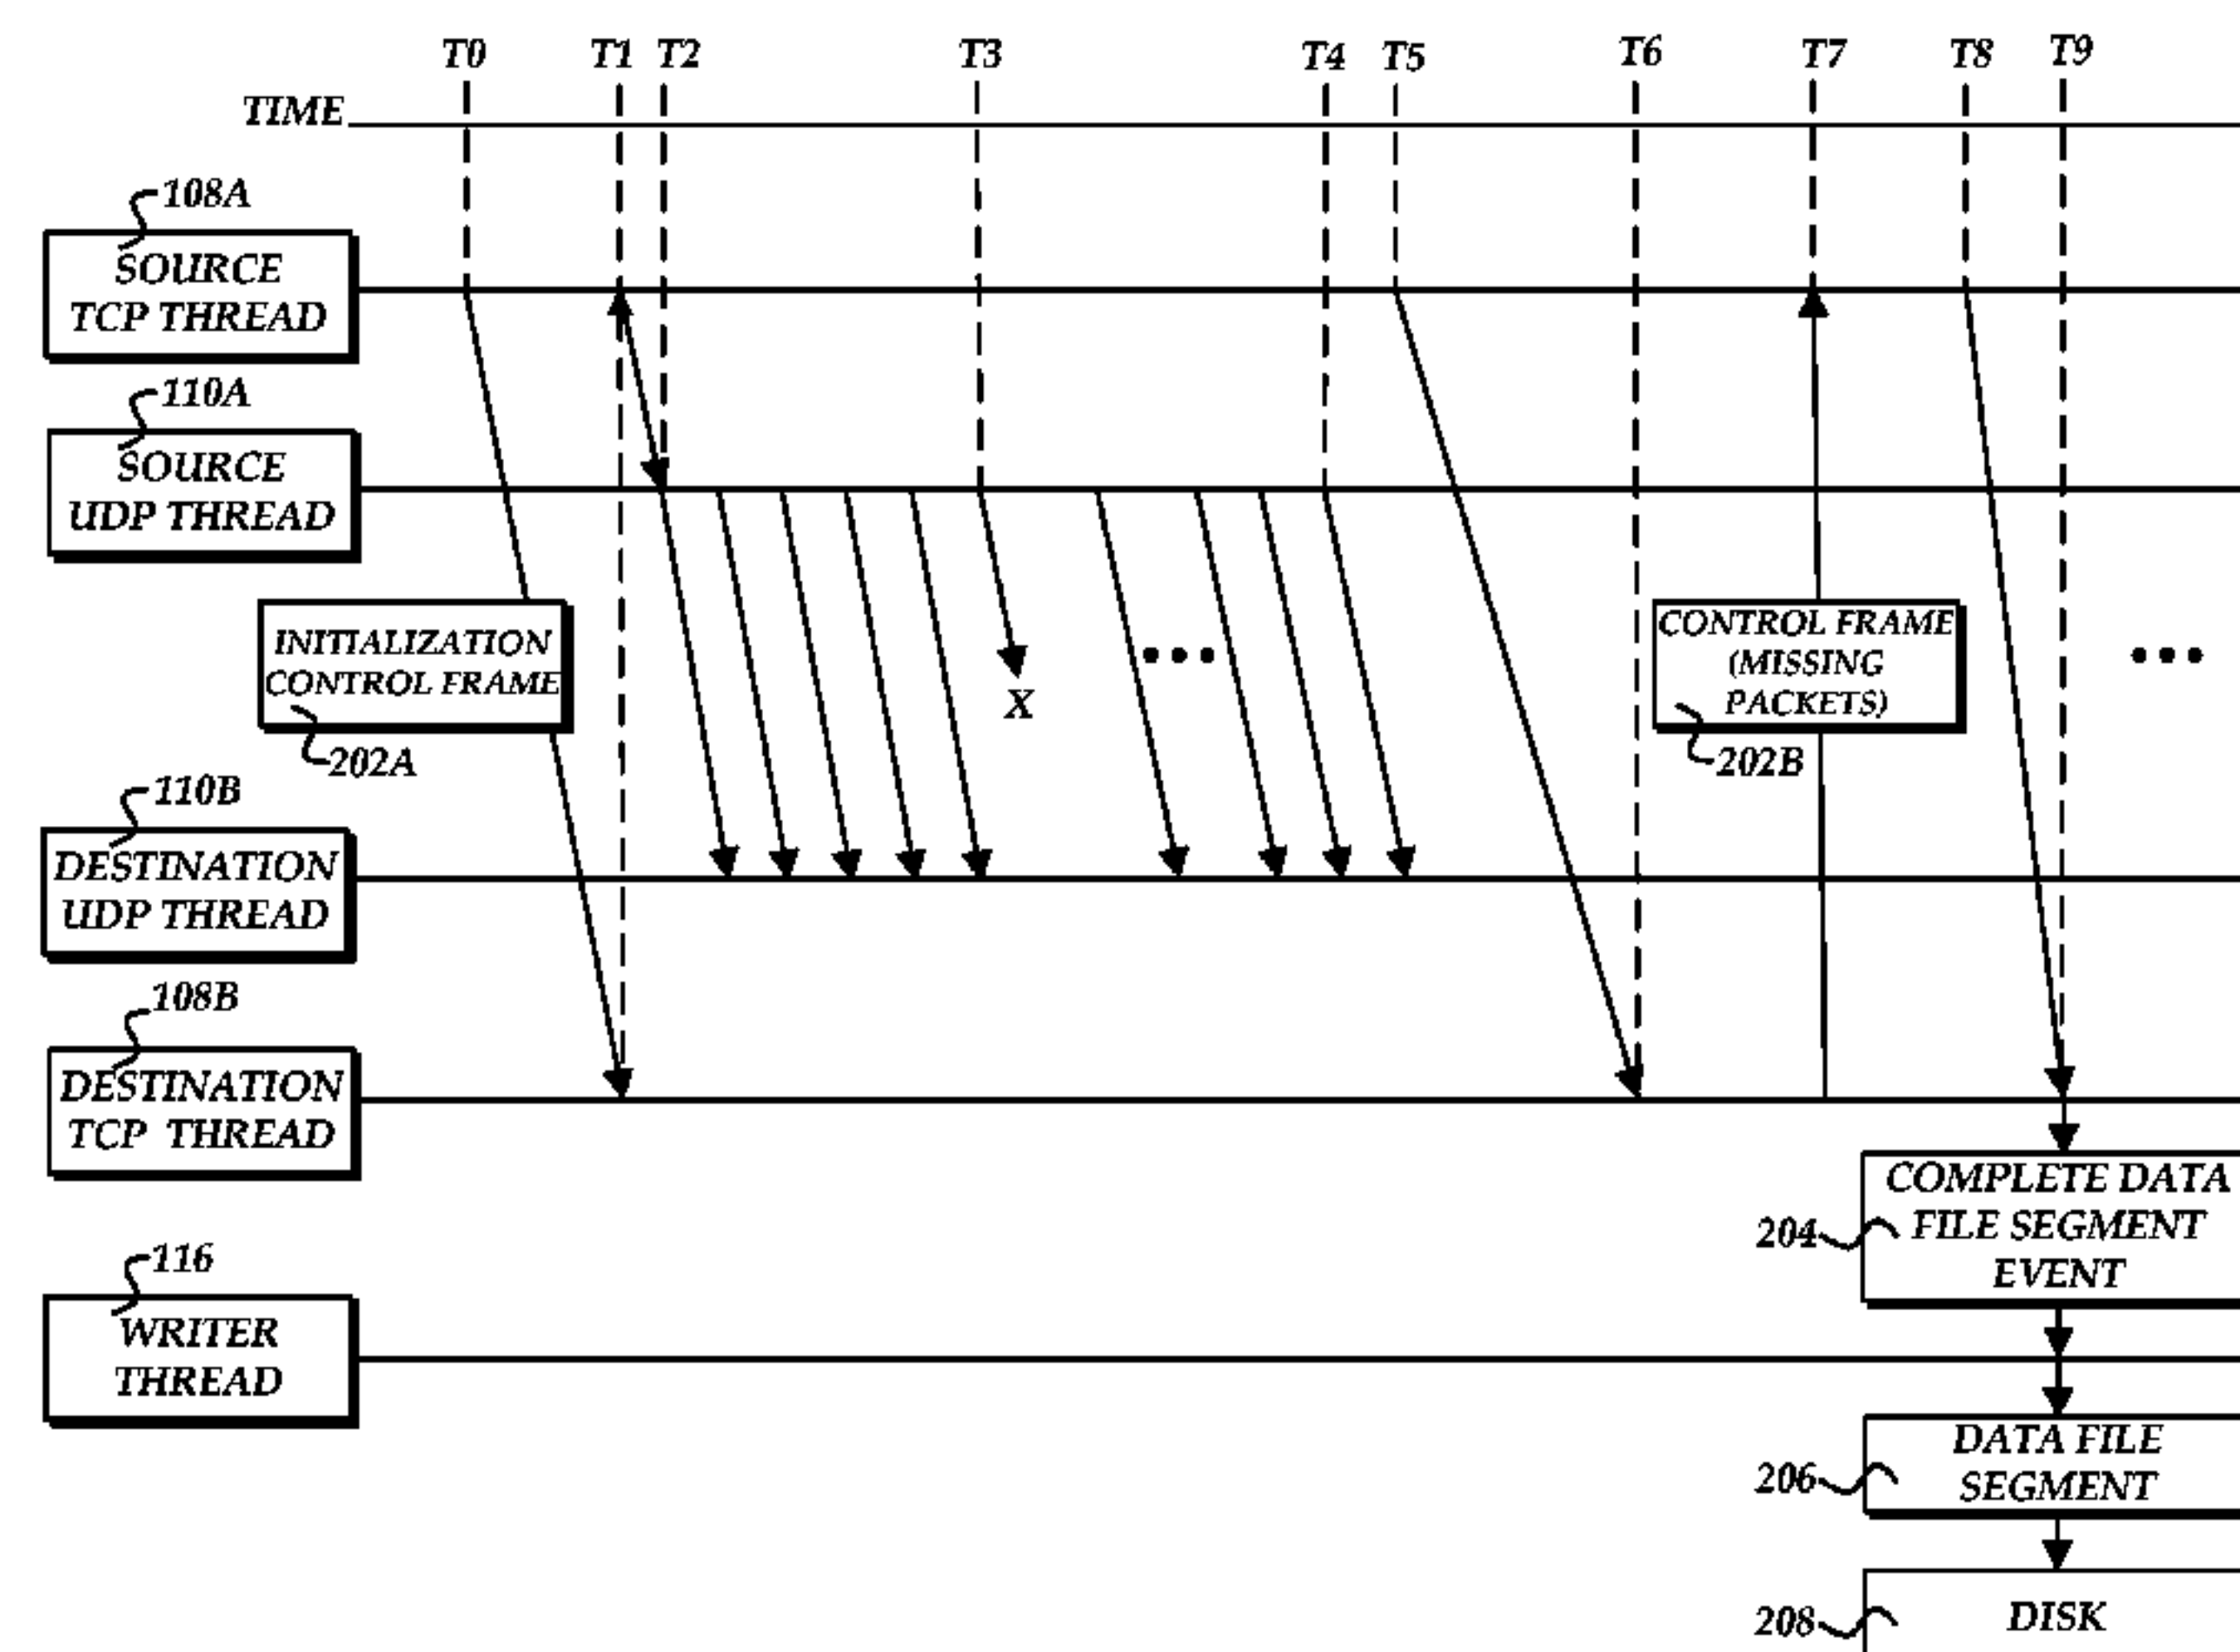 T0 T1 T2 T3 T4 T5 T6 T7 T8 T9
TIME
108A
SOURCE
TCP THREAD
110A
SOURCE
UDP THREAD
INITIALIZATION
CONTROL FRAME
202A
X
CONTROL FRAME
(MISSING
PACKETS)
202B
110B
DESTINATION
UDP THREAD
108B
DESTINATION
TCP THREAD
COMPLETE DATA
FILE SEGMENT
EVENT
204
116
WRITER
THREAD
DATA FILE
SEGMENT
206
DISK
208